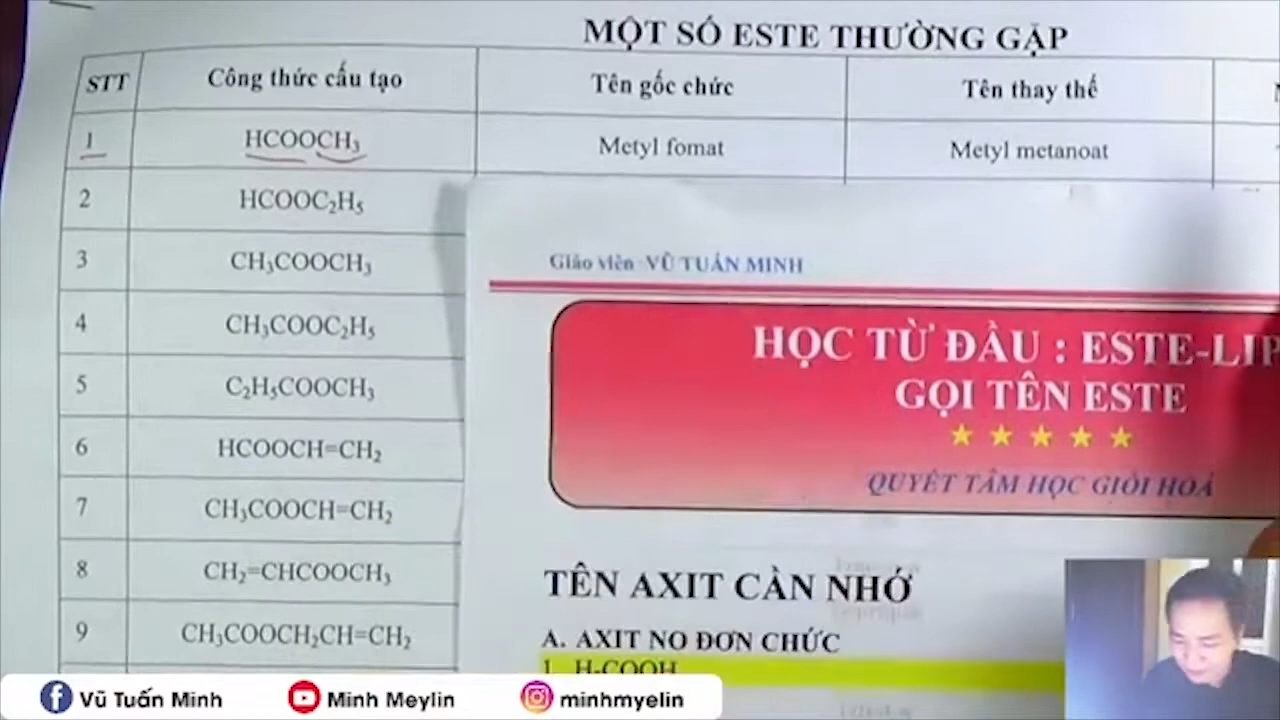 MỘT SỐ ESTE THƯỜNG GẶP
STT Công thức cấu tạo Tên gốc chức Tên thay thế
1 HCOOCH₃ Metyl fomat Metyl metanoat
2 HCOOC₂H₅
3 CH₃COOCH₃
4 CH₃COOC₂H₅
5 C₂H₅COOCH₃
6 HCOOCH=CH₂
7 CH₃COOCH=CH₂
8 CH₂=CHCOOCH₃
9 CH₃COOCH₂CH=CH₂
Giáo viên: VŨ TUẤN MINH
HỌC TỪ ĐẦU : ESTE-LIP
GỌI TÊN ESTE
QUYẾT TÂM HỌC GIỎI HOÁ
TÊN AXIT CẦN NHỚ
A. AXIT NO ĐƠN CHỨC
1. H-COOH
Vũ Tuấn Minh Minh Meylin minhmyelin